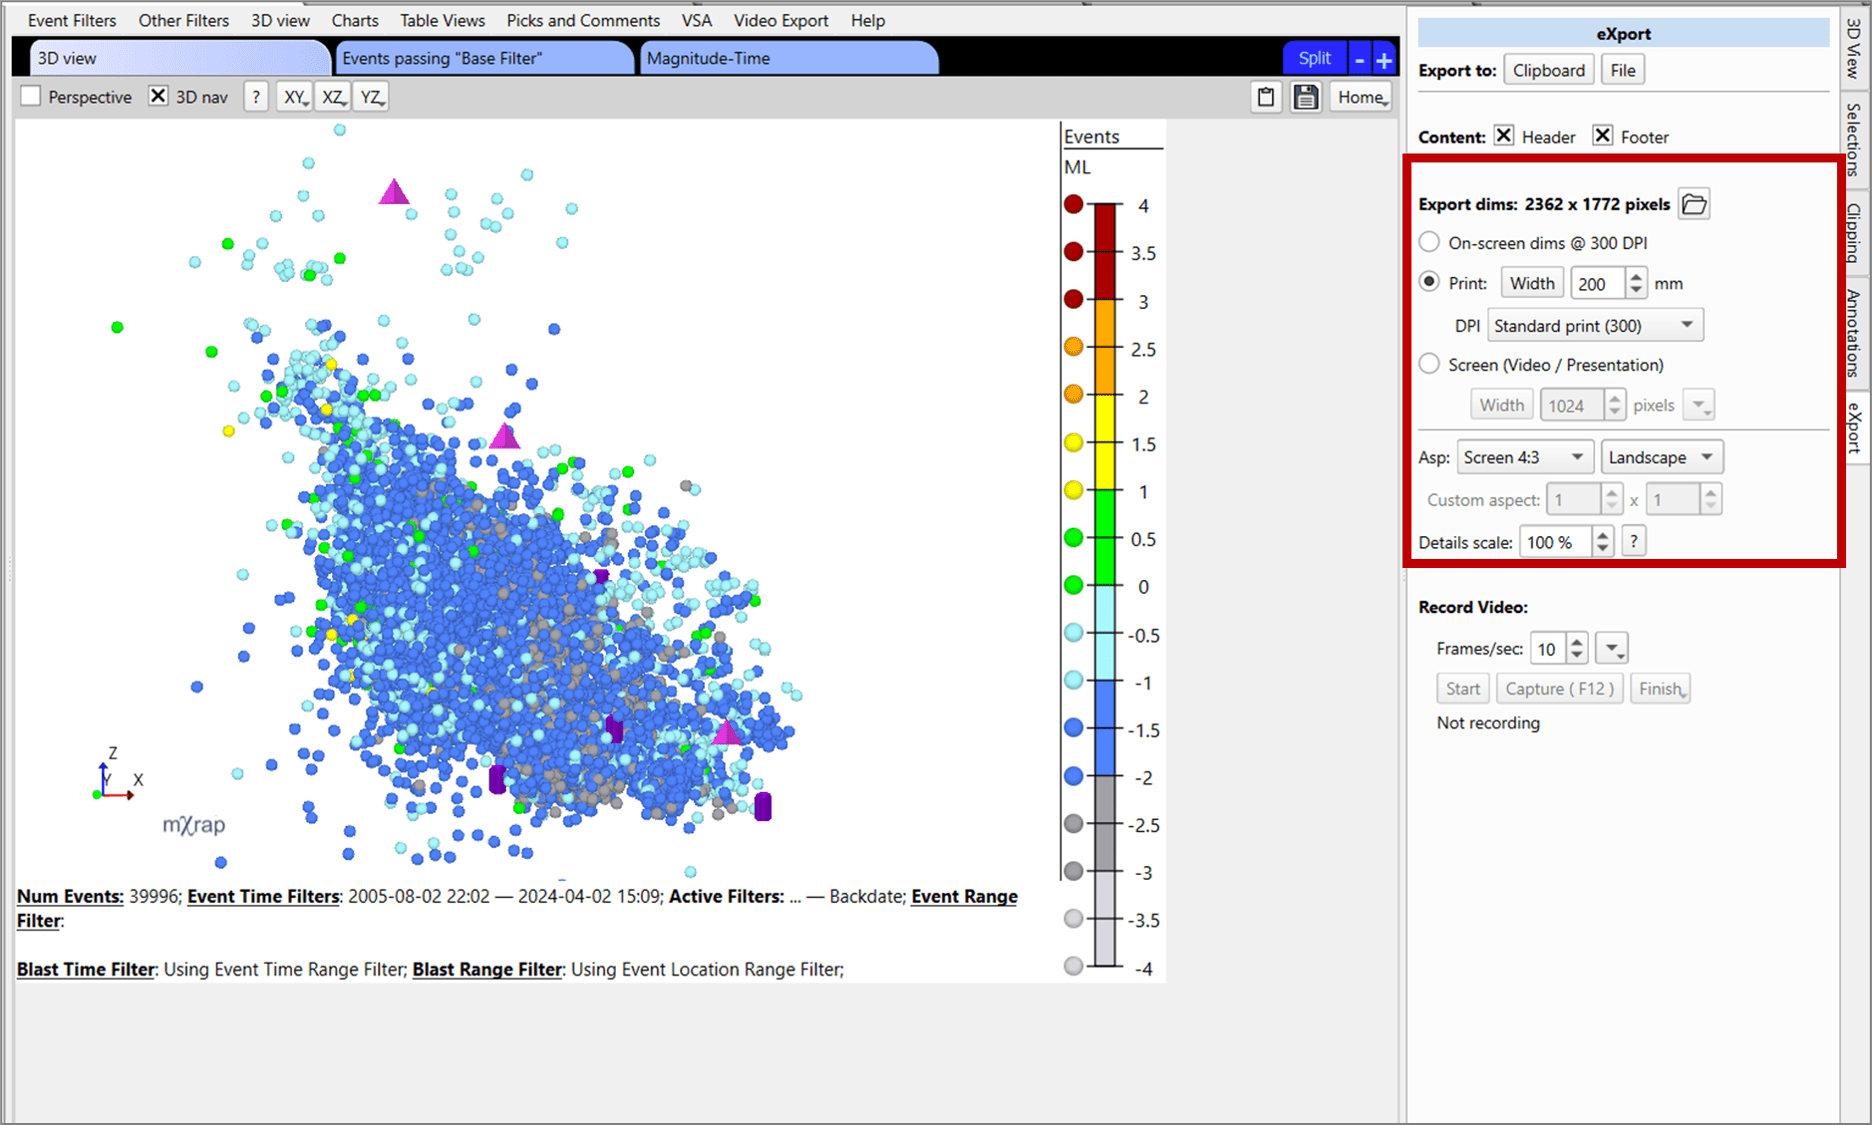 Event Filters Other Filters 3D view Charts Table Views Picks and Comments VSA Video Export Help
3D view Events passing "Base Filter" Magnitude-Time Split - +
Perspective 3D nav ? XY XZ YZ Home
Events
ML
4
3.5
3
2.5
2
1.5
1
0.5
0
-0.5
-1
-1.5
-2
-2.5
-3
-3.5
-4
Z
Y X
mXrap
Num Events: 39996; Event Time Filters: 2005-08-02 22:02 — 2024-04-02 15:09; Active Filters: ... — Backdate; Event Range
Filter:
Blast Time Filter: Using Event Time Range Filter; Blast Range Filter: Using Event Location Range Filter;
eXport
Export to: Clipboard File
Content: Header Footer
Export dims: 2362 x 1772 pixels
On-screen dims @ 300 DPI
Print: Width 200 mm
DPI Standard print (300)
Screen (Video / Presentation)
Width 1024 pixels
Asp: Screen 4:3 Landscape
Custom aspect: 1 x 1
Details scale: 100 % ?
Record Video:
Frames/sec: 10
Start Capture ( F12 ) Finish
Not recording
3D View
Selections
Clipping
Annotations
eXport